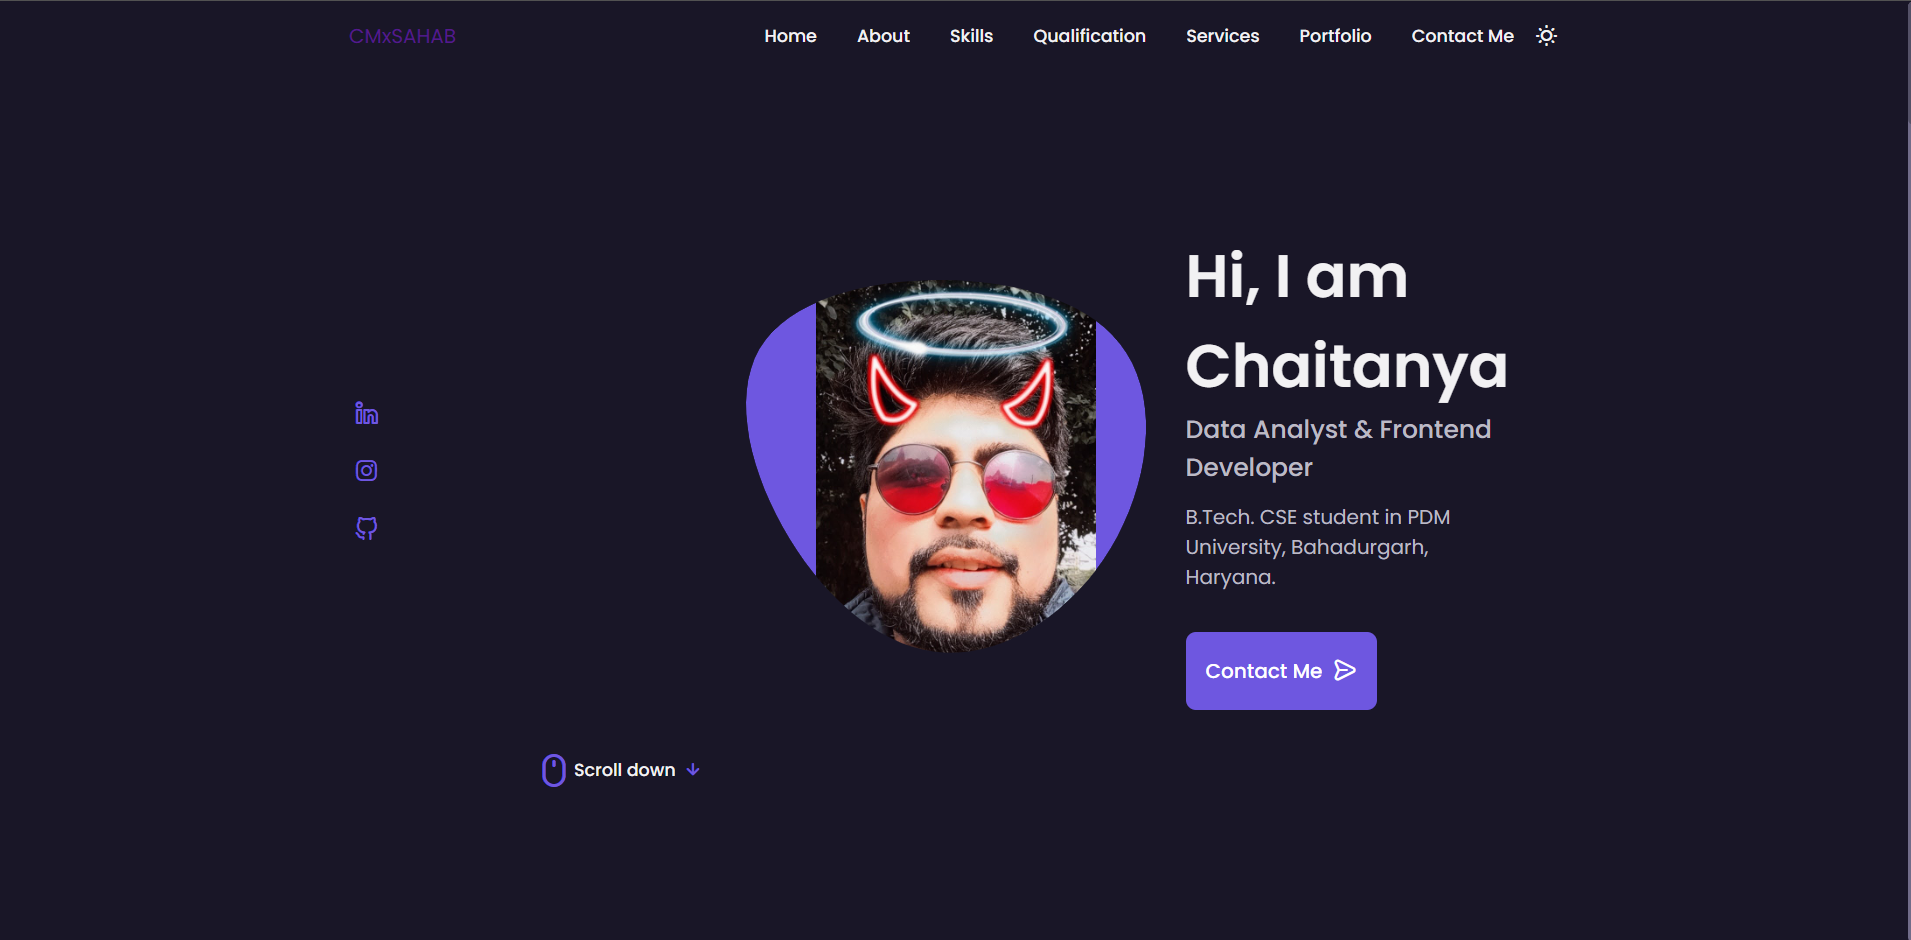 CMxSAHAB
Home
About
Skills
Qualification
Services
Portfolio
Contact Me
Hi, I am
Chaitanya
Data Analyst & Frontend
Developer
B.Tech. CSE student in PDM
University, Bahadurgarh,
Haryana.
Contact Me
Scroll down